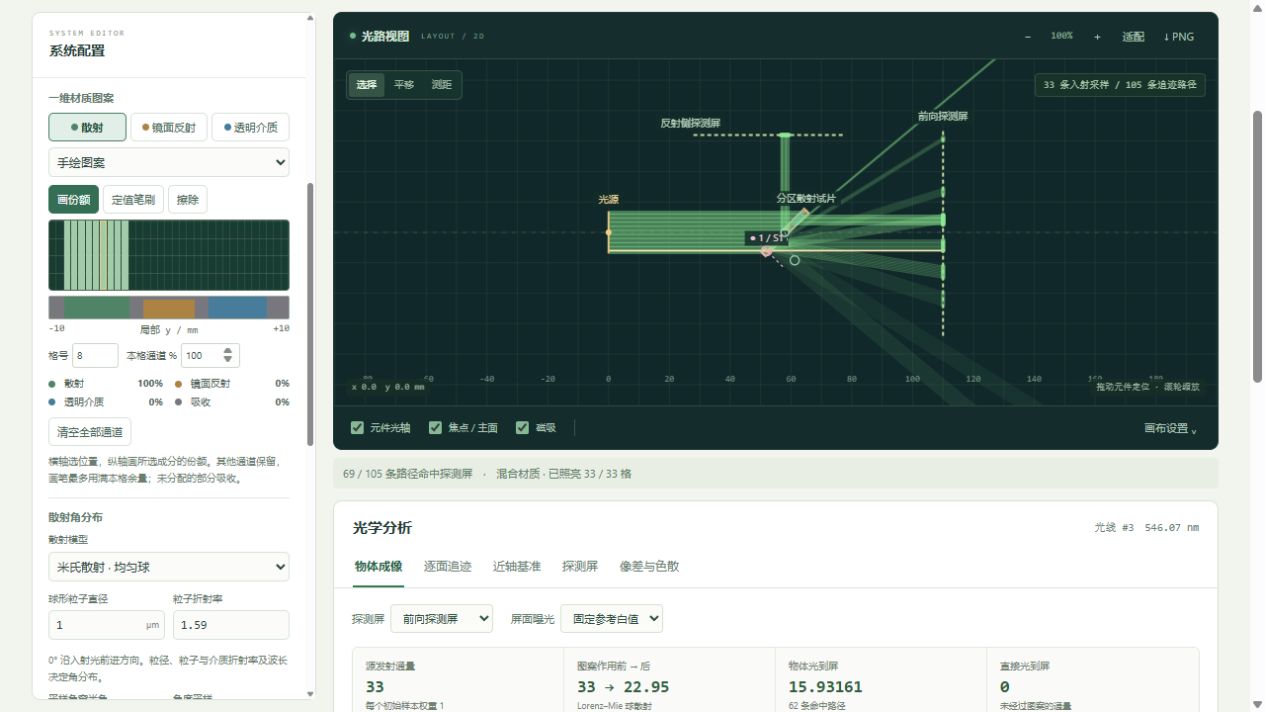 SYSTEM EDITOR
系统配置
一维材质图案
散射
镜面反射
透明介质
手绘图案
画份额
定值笔刷
擦除
-10
局部 y / mm
+10
格号
8
本格通道 %
100
散射
100%
镜面反射
0%
透明介质
0%
吸收
0%
清空全部通道
横轴选位置，纵轴画所选成分的份额。其他通道保留，
画笔最多用满本格余量；未分配的部分吸收。
散射角分布
散射模型
米氏散射 · 均匀球
球形粒子直径
粒子折射率
1
μm
1.59
0° 沿入射光前进方向。粒径、粒子与介质折射率及波长
决定角分布。
光路视图
LAYOUT / 2D
−
100%
+
适配
↓ PNG
选择
平移
测距
33 条入射采样 / 105 条追迹路径
反射侧探测屏
前向探测屏
光源
分区散射试片
1 / S1
-40
-20
0
20
40
60
80
100
120
140
x 0.0 y 0.0 mm
拖动元件定位 · 滚轮缩放
元件光轴
焦点 / 主面
磁吸
画布设置
69 / 105 条路径命中探测屏 · 混合材质 · 已照亮 33 / 33 格
光学分析
光线 #3 546.07 nm
物体成像
逐面追迹
近轴基准
探测屏
像差与色散
探测屏
前向探测屏
屏面曝光
固定参考白值
源发射通量
33
每个初始样本权重 1
图案作用前 → 后
33 → 22.95
Lorenz–Mie 球散射
物体光到屏
15.93161
62 条命中路径
直接光到屏
0
未经过图案的通量